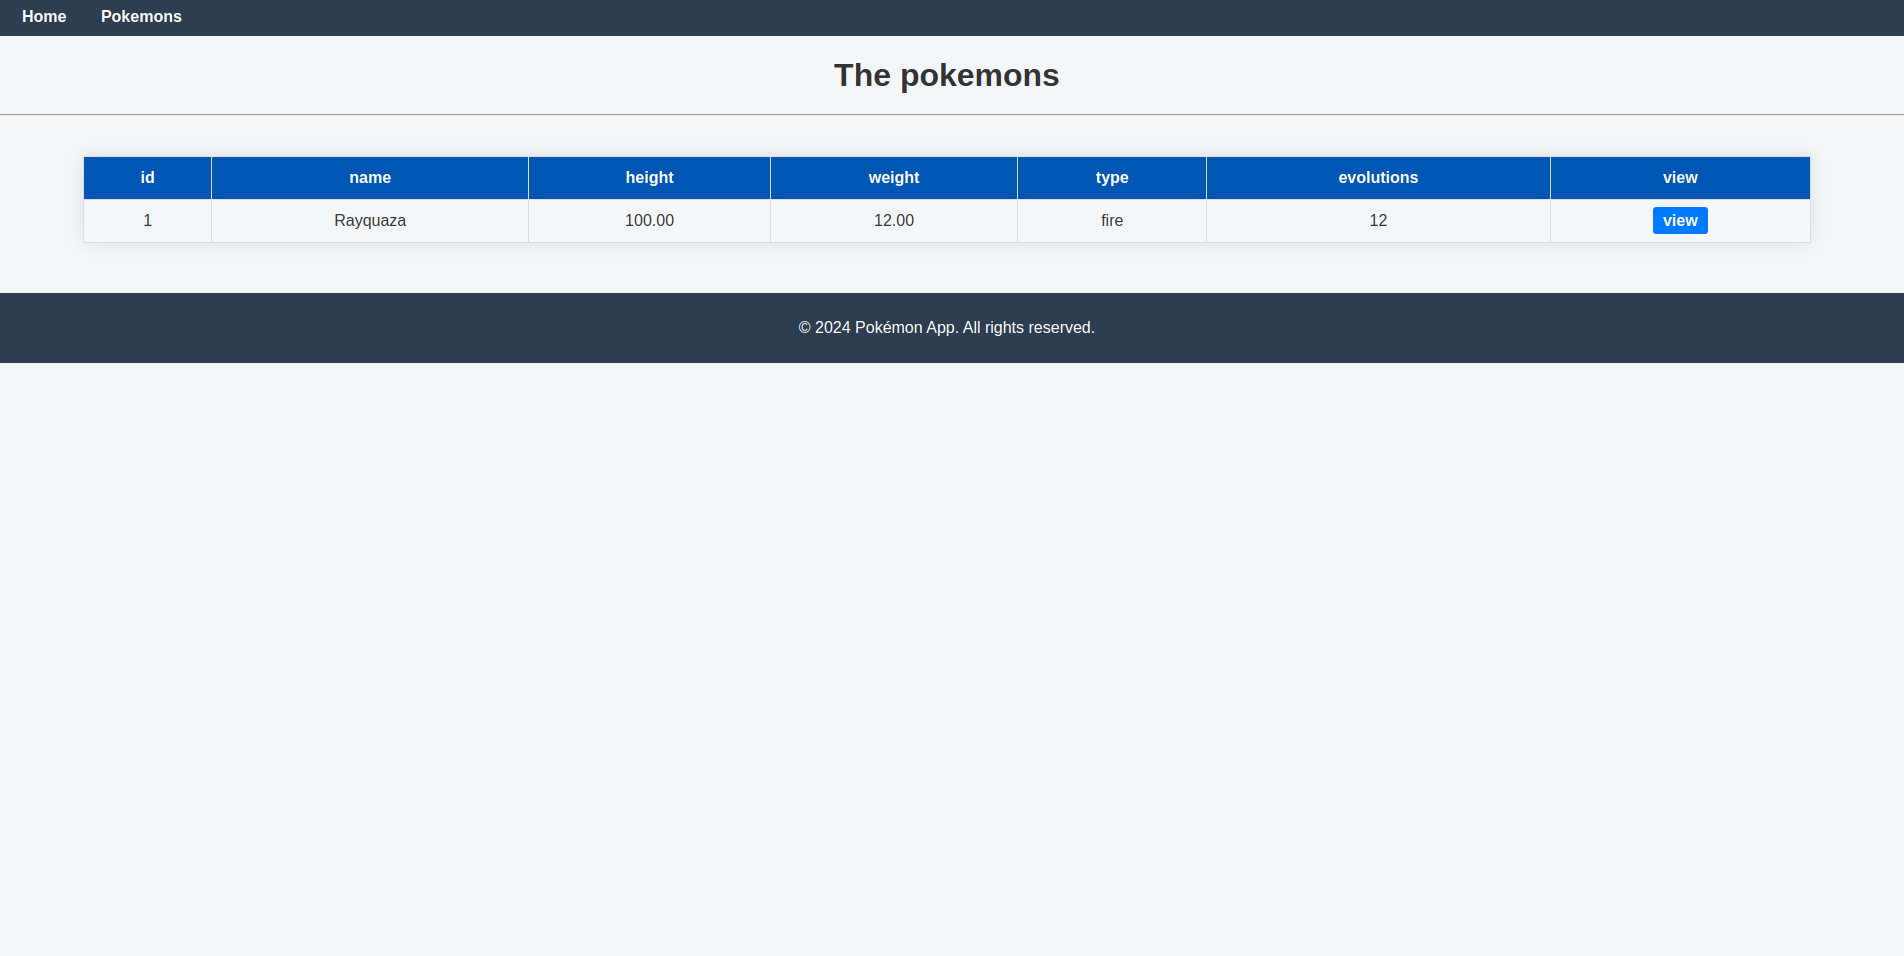 Home Pokemons
The pokemons
id name height weight type evolutions view
1 Rayquaza 100.00 12.00 fire 12 view
© 2024 Pokémon App. All rights reserved.